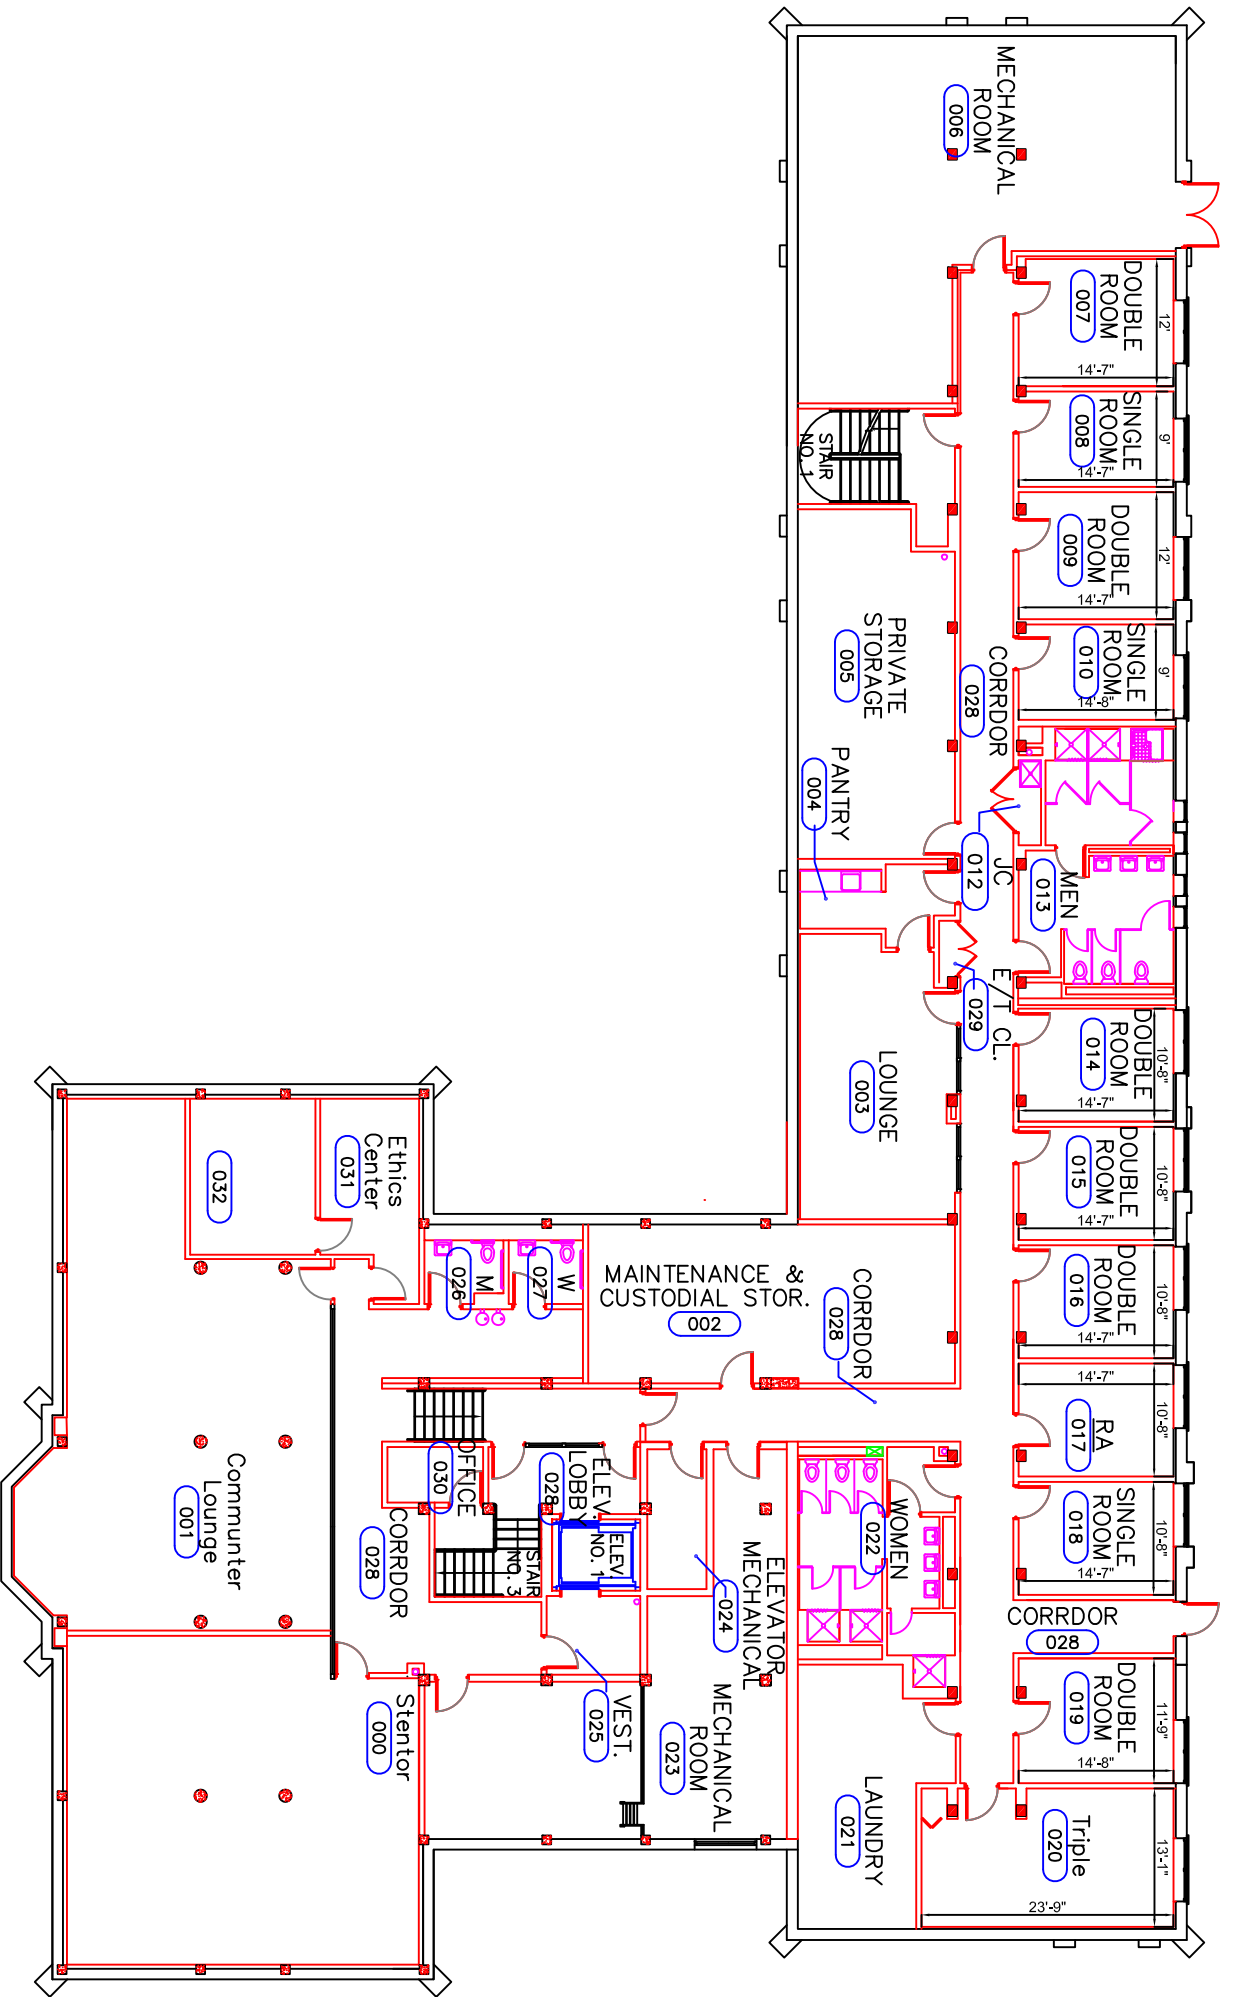 MECHANICAL
ROOM
006
DOUBLE
ROOM
007
12'
14'-7"
SINGLE
ROOM
008
9'
14'-7"
STAIR
NO. 1
DOUBLE
ROOM
009
12'
14'-7"
SINGLE
ROOM
010
9'
14'-8"
PRIVATE
STORAGE
005
CORRDOR
028
PANTRY
004
JC
012
MEN
013
E/T CL.
029
LOUNGE
003
DOUBLE
ROOM
014
10'-8"
14'-7"
DOUBLE
ROOM
015
10'-8"
14'-7"
DOUBLE
ROOM
016
10'-8"
14'-7"
RA
017
10'-8"
14'-7"
SINGLE
ROOM
018
10'-8"
14'-7"
CORRDOR
028
DOUBLE
ROOM
019
11'-9"
14'-8"
Triple
020
13'-1"
23'-9"
LAUNDRY
021
WOMEN
022
CORRDOR
028
MAINTENANCE &
CUSTODIAL STOR.
002
W
027
M
026
Ethics
Center
031
032
ELEVATOR
MECHANICAL
024
MECHANICAL
ROOM
023
VEST.
025
ELEV.
LOBBY
028
ELEV.
NO. 1
STAIR
NO. 3
OFFICE
030
CORRDOR
028
Communter
Lounge
001
Stentor
000